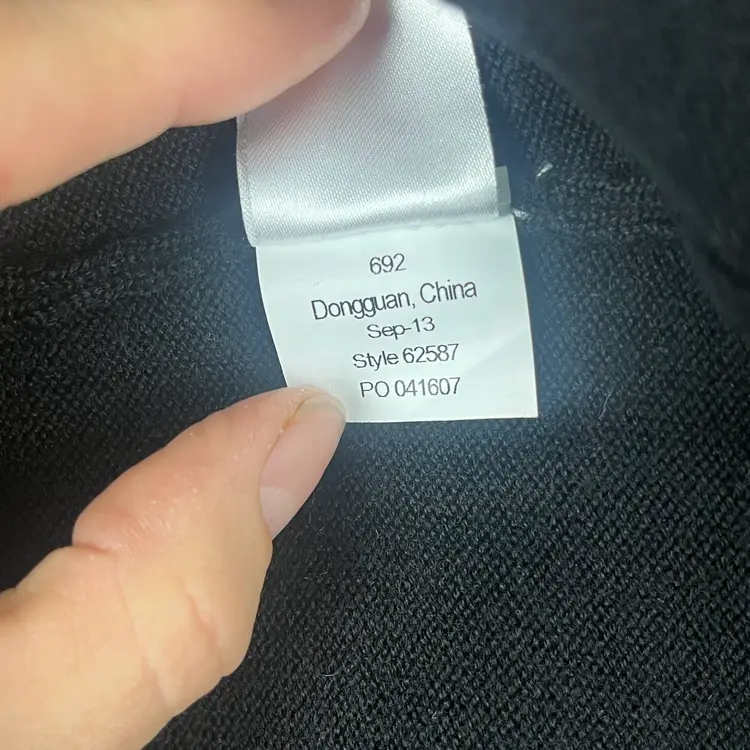 692
Dongguan, China
Sep-13
Style 62587
PO 041607